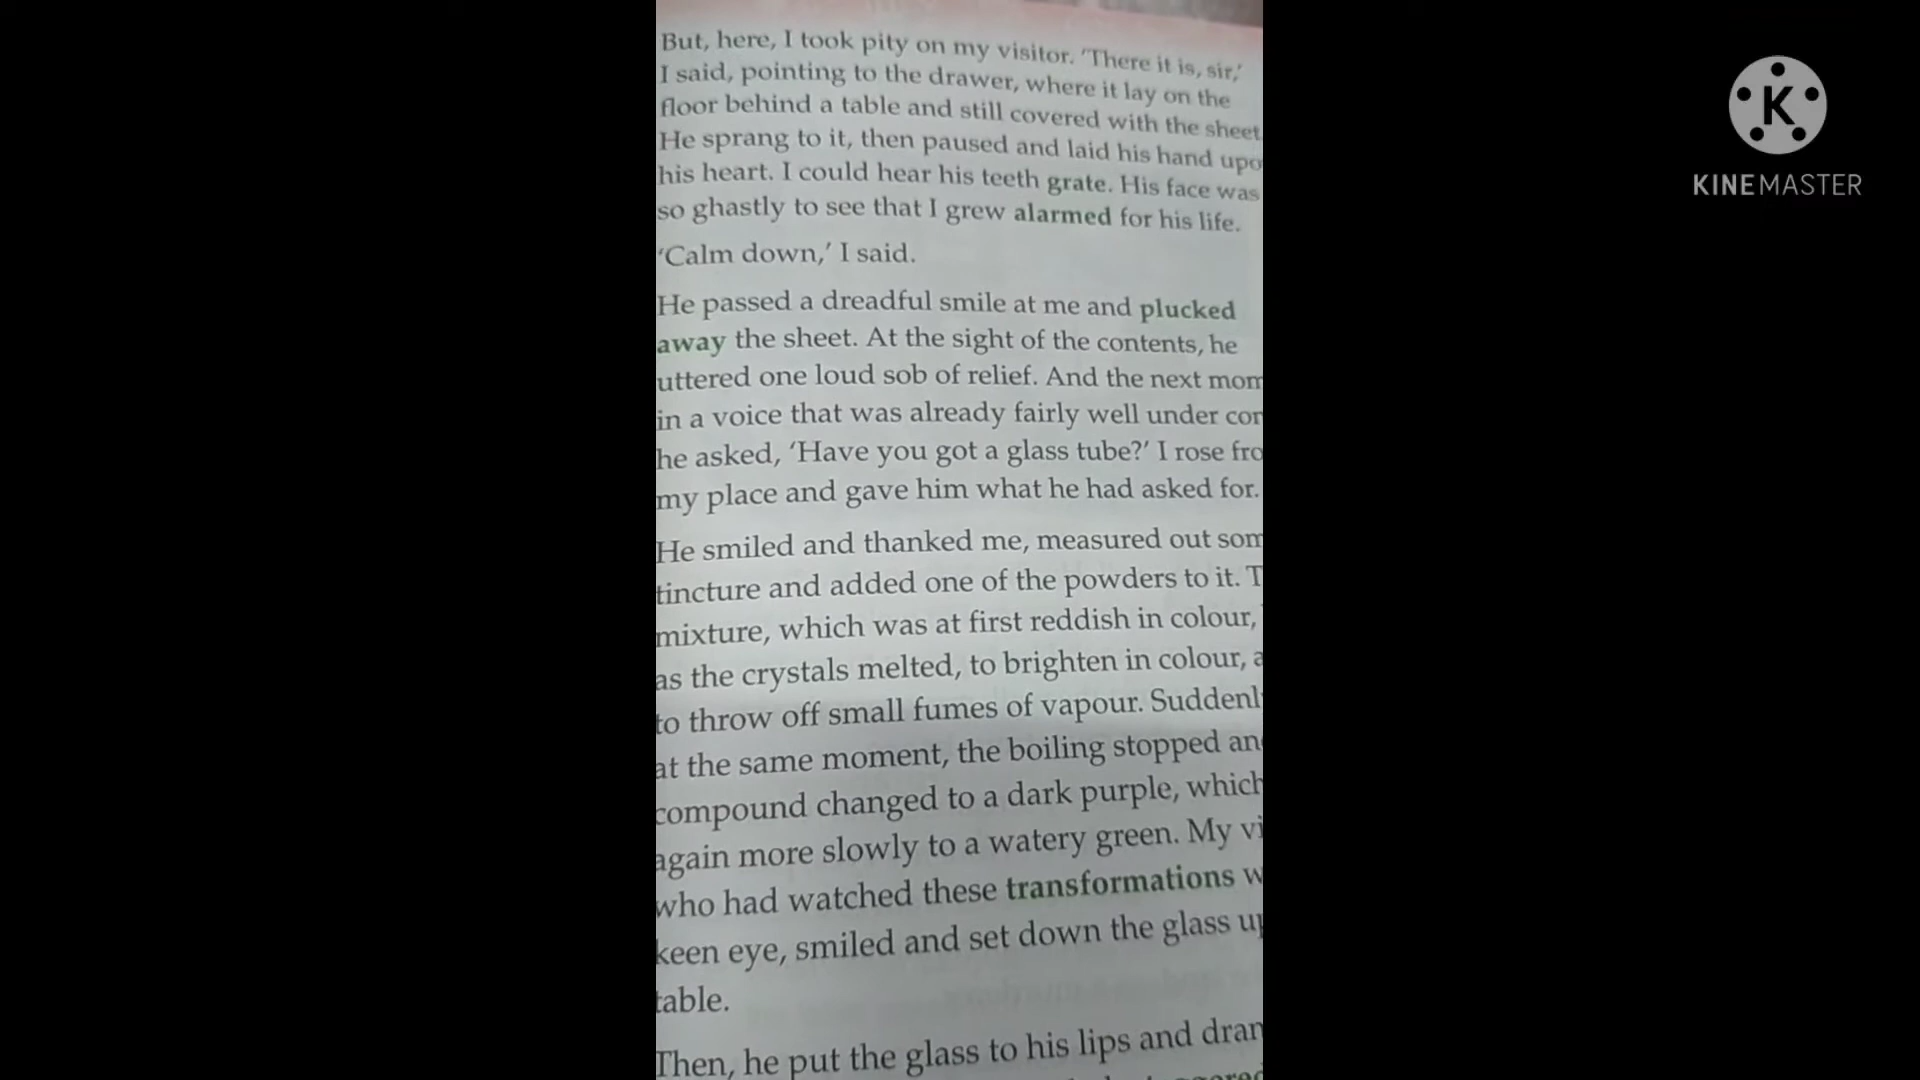 But, here, I took pity on my visitor. 'There it is, sir,'
I said, pointing to the drawer, where it lay on the
floor behind a table and still covered with the sheet
He sprang to it, then paused and laid his hand upo
his heart. I could hear his teeth grate. His face was
so ghastly to see that I grew alarmed for his life.
'Calm down,' I said.
He passed a dreadful smile at me and plucked
away the sheet. At the sight of the contents, he
uttered one loud sob of relief. And the next mom
in a voice that was already fairly well under con
he asked, 'Have you got a glass tube?' I rose fro
my place and gave him what he had asked for.
He smiled and thanked me, measured out som
tincture and added one of the powders to it. T
mixture, which was at first reddish in colour,
as the crystals melted, to brighten in colour, a
to throw off small fumes of vapour. Suddenly
at the same moment, the boiling stopped and
compound changed to a dark purple, which
again more slowly to a watery green. My vi
who had watched these transformations w
keen eye, smiled and set down the glass up
table.
Then, he put the glass to his lips and dran
KINEMASTER